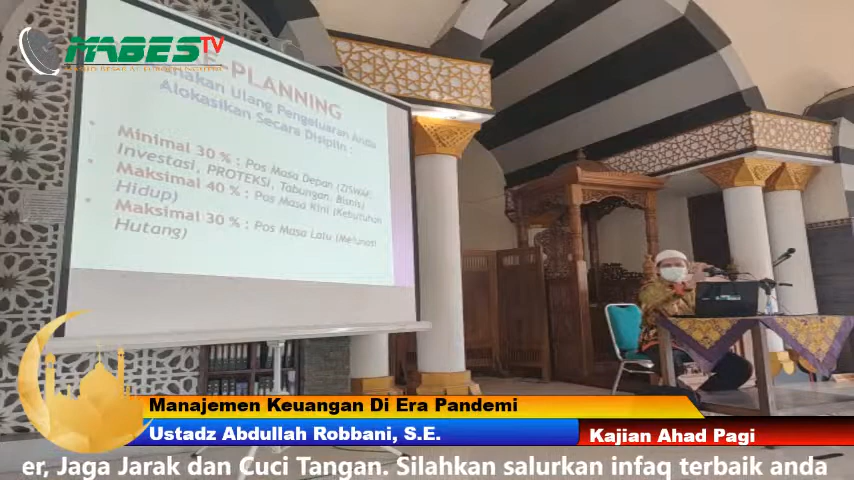 MABES TV
RE-PLANNING
Ulang Pengeluaran Anda
Alokasikan Secara Disiplin :
• Minimal 30 % : Pos Masa Depan (ZISWAF,
Investasi, PROTEKSI, Tabungan, Bisnis)
• Maksimal 40 % : Pos Masa Kini (Kebutuhan
Hidup)
• Maksimal 30 % : Pos Masa Lalu (Melunasi
Hutang)
Manajemen Keuangan Di Era Pandemi
Ustadz Abdullah Robbani, S.E.
Kajian Ahad Pagi
er, Jaga Jarak dan Cuci Tangan. Silahkan salurkan infaq terbaik anda